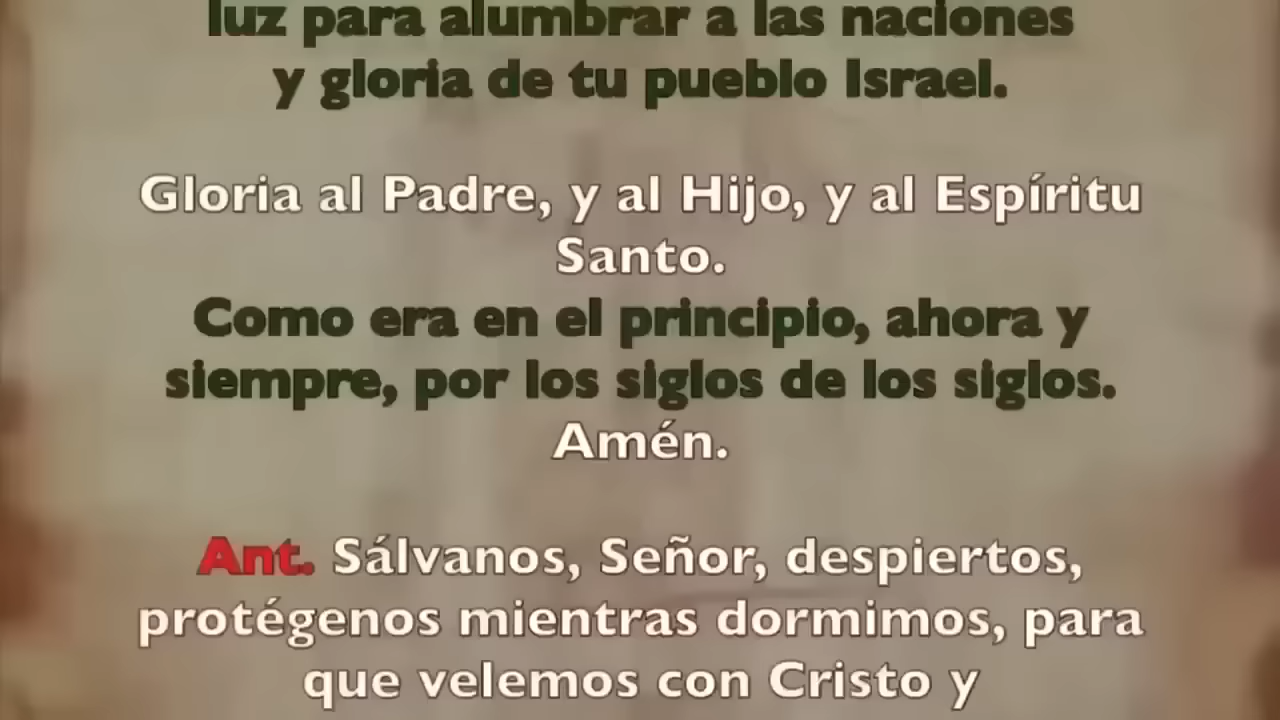 luz para alumbrar a las naciones
y gloria de tu pueblo Israel.
Gloria al Padre, y al Hijo, y al Espíritu
Santo.
Como era en el principio, ahora y
siempre, por los siglos de los siglos.
Amén.
Ant. Sálvanos, Señor, despiertos,
protégenos mientras dormimos, para
que velemos con Cristo y